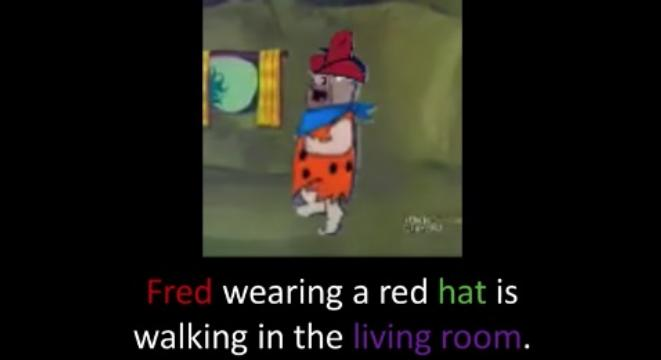 Fred wearing a red hat is
walking in the living room.